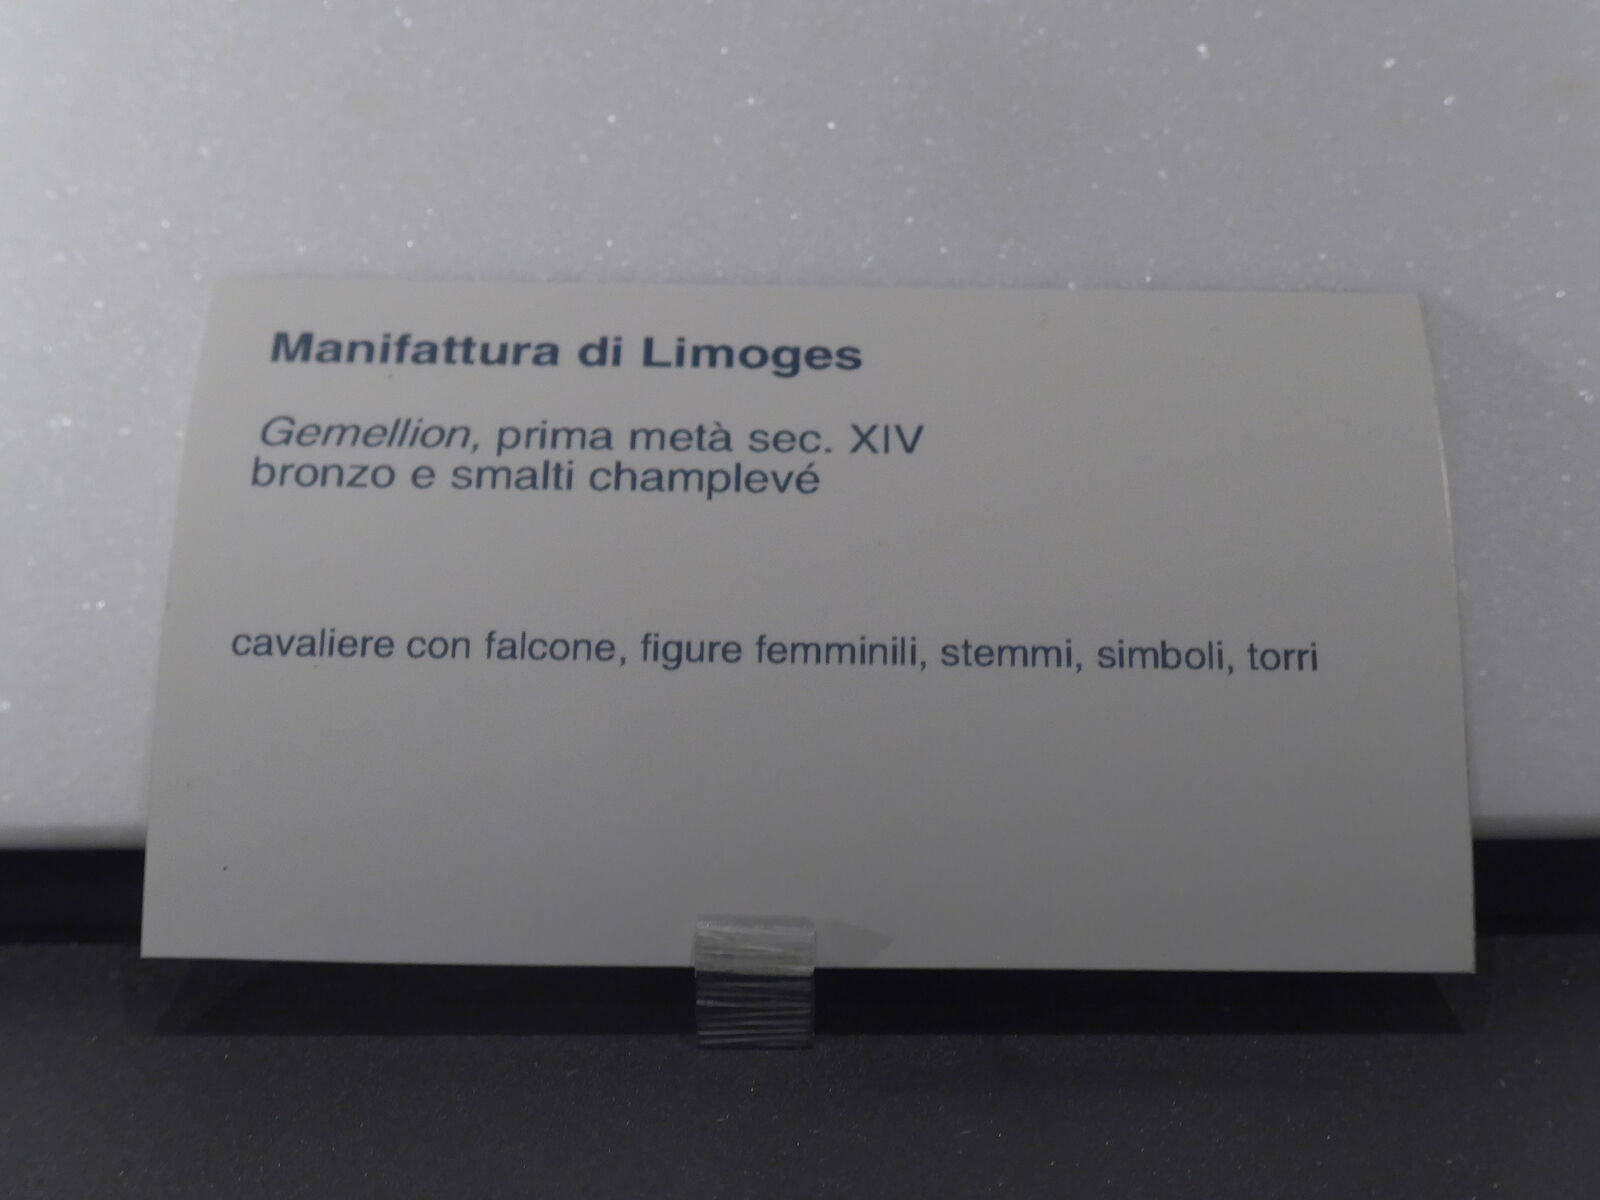 Manifattura di Limoges
Gemellion, prima metà sec. XIV
bronzo e smalti champlevé
cavaliere con falcone, figure femminili, stemmi, simboli, torri